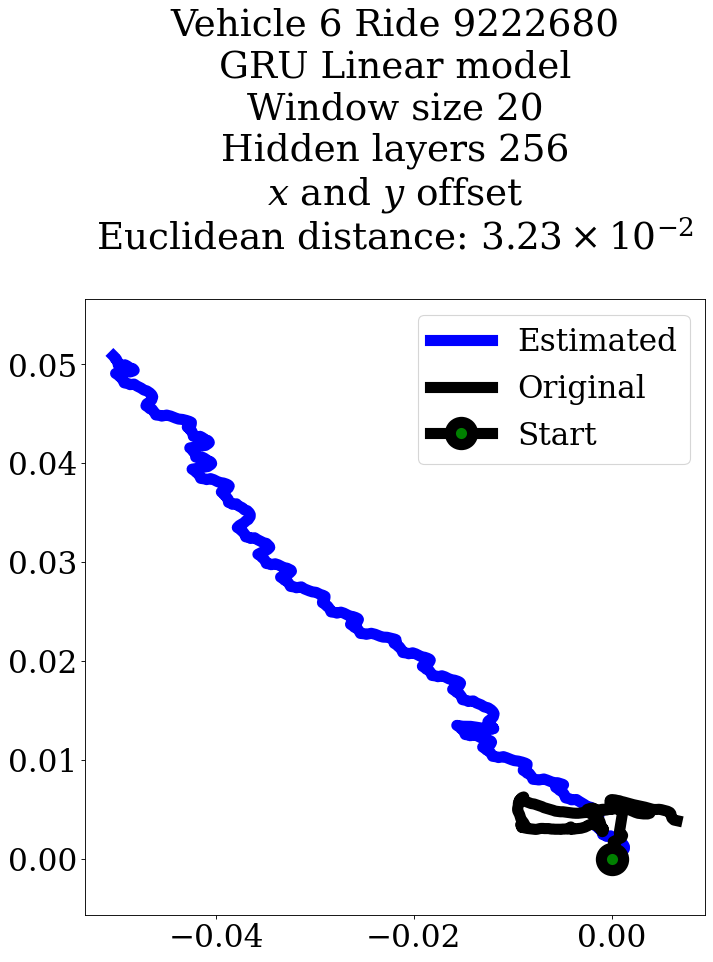 Vehicle 6 Ride 9222680
GRU Linear model
Window size 20
Hidden layers 256
x and y offset
Euclidean distance: 3.23 × 10⁻²
Estimated
Original
Start
0.05
0.04
0.03
0.02
0.01
0.00
−0.04
−0.02
0.00